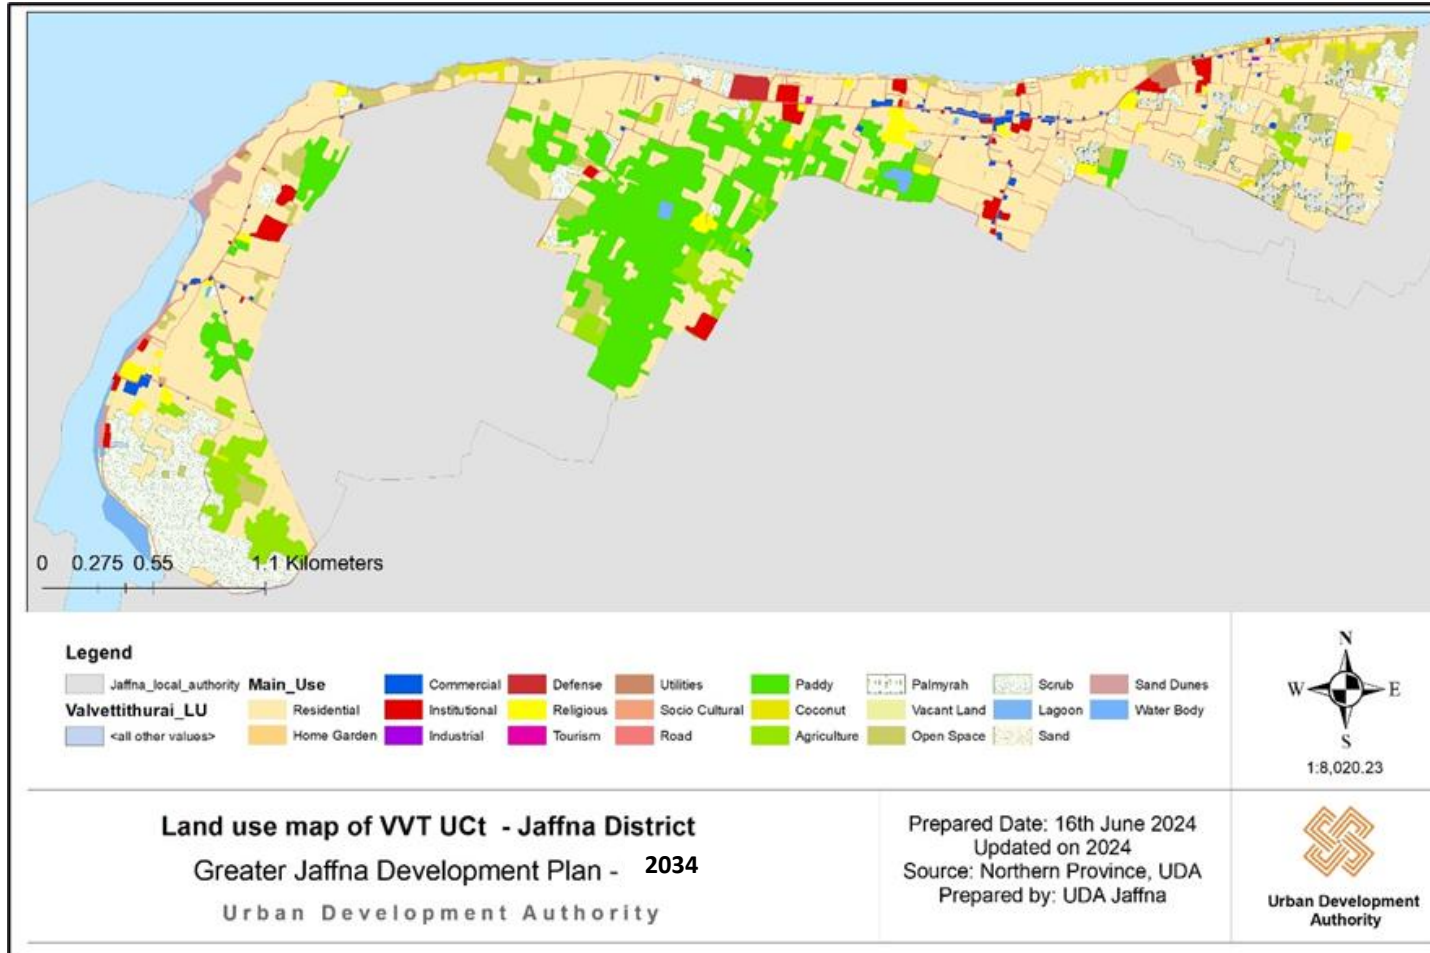 0 0.275 0.55 1.1 Kilometers
Legend
Jaffna_local_authority
Valvettithurai_LU
<all other values>
Main_Use
Residential
Home Garden
Commercial
Institutional
Industrial
Defense
Religious
Tourism
Utilities
Socio Cultural
Road
Paddy
Coconut
Agriculture
Palmyrah
Vacant Land
Open Space
Scrub
Lagoon
Sand
Sand Dunes
Water Body
N
W E
S
1:8,020.23
Land use map of VVT UCt - Jaffna District
Greater Jaffna Development Plan - 2034
Urban Development Authority
Prepared Date: 16th June 2024
Updated on 2024
Source: Northern Province, UDA
Prepared by: UDA Jaffna
Urban Development
Authority